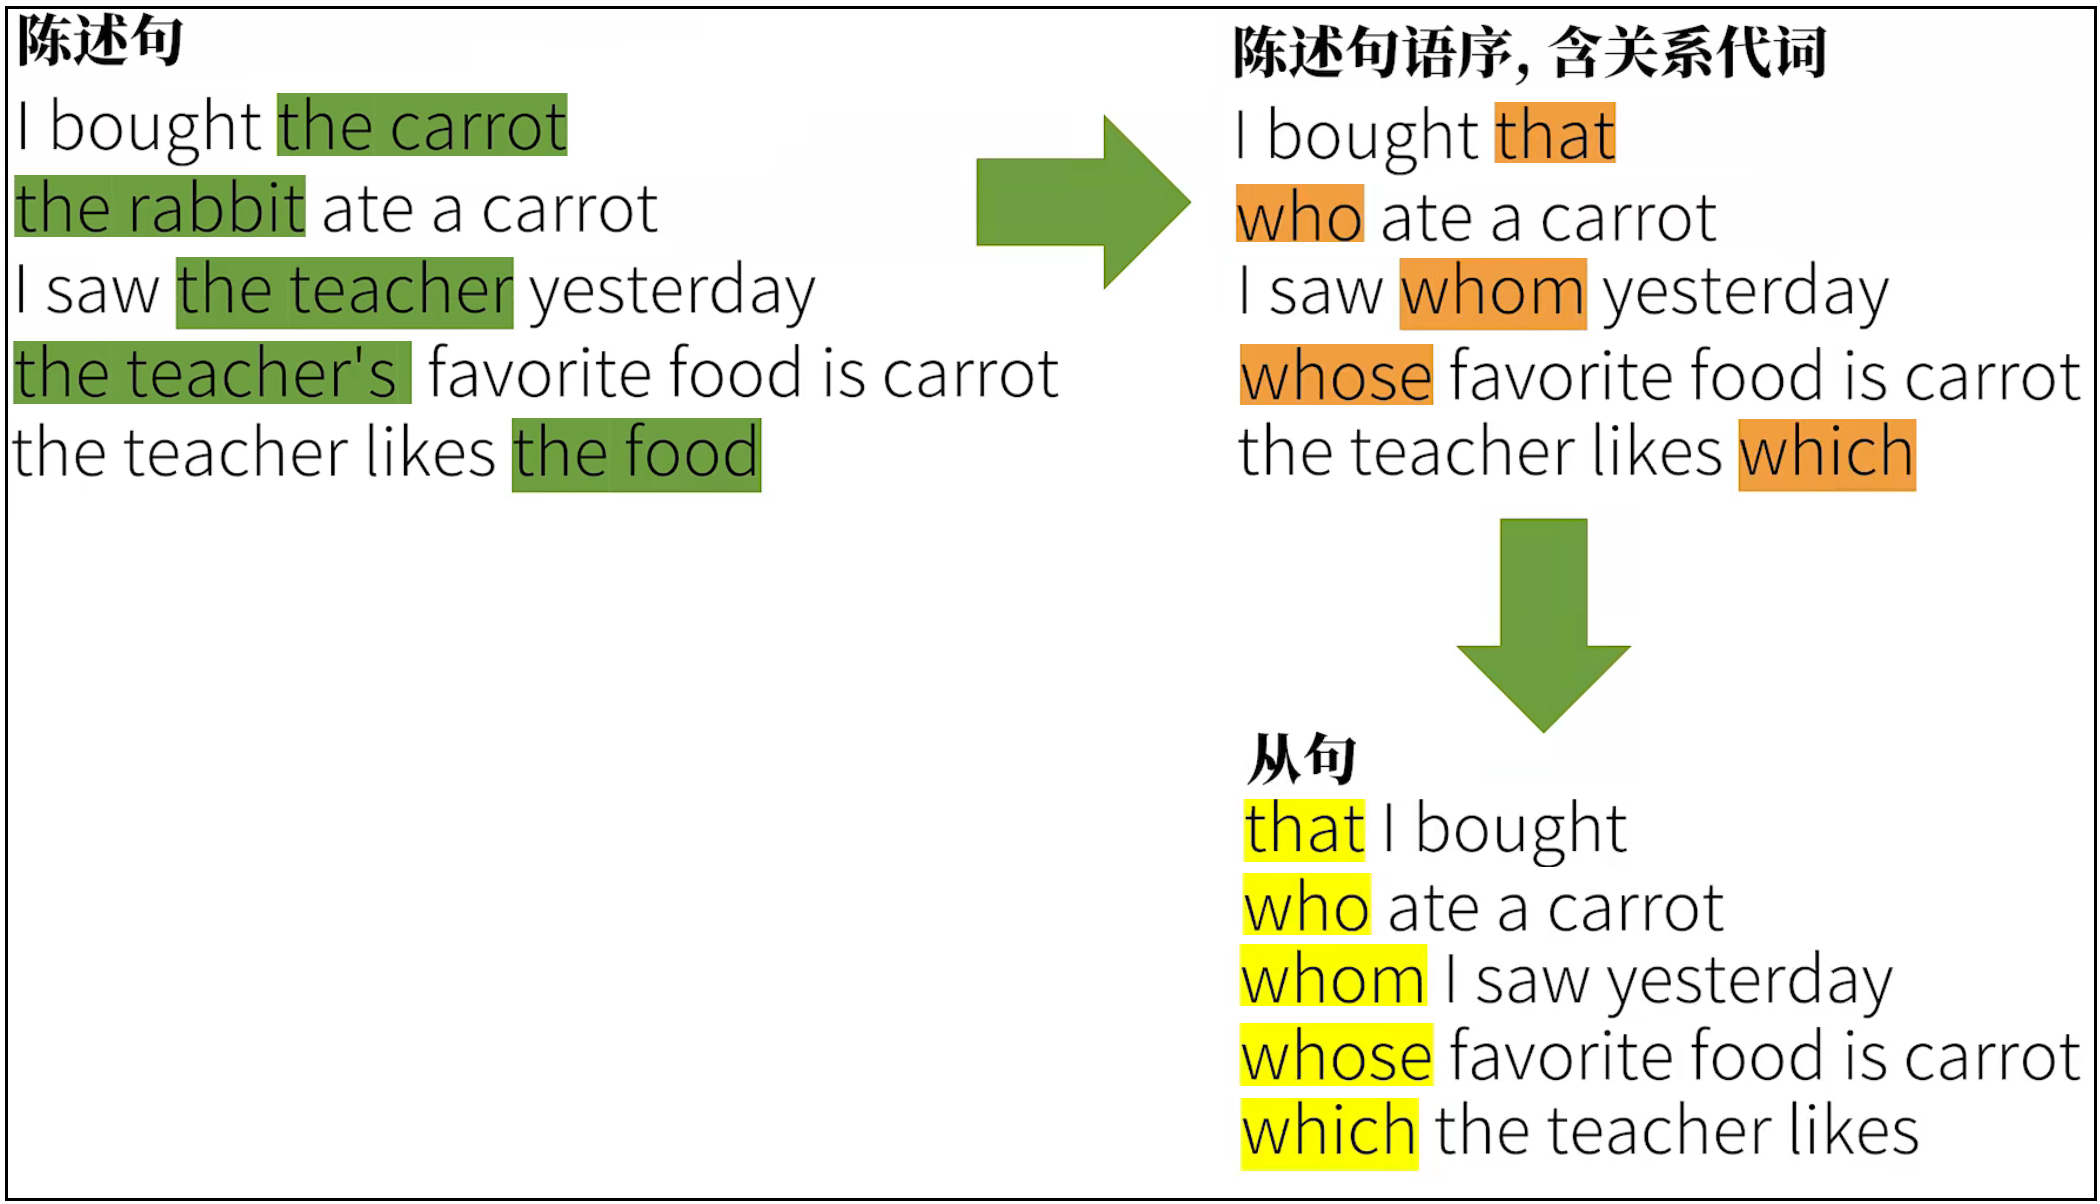 陈述句
I bought the carrot
the rabbit ate a carrot
I saw the teacher yesterday
the teacher's favorite food is carrot
the teacher likes the food
陈述句语序, 含关系代词
I bought that
who ate a carrot
I saw whom yesterday
whose favorite food is carrot
the teacher likes which
从句
that I bought
who ate a carrot
whom I saw yesterday
whose favorite food is carrot
which the teacher likes